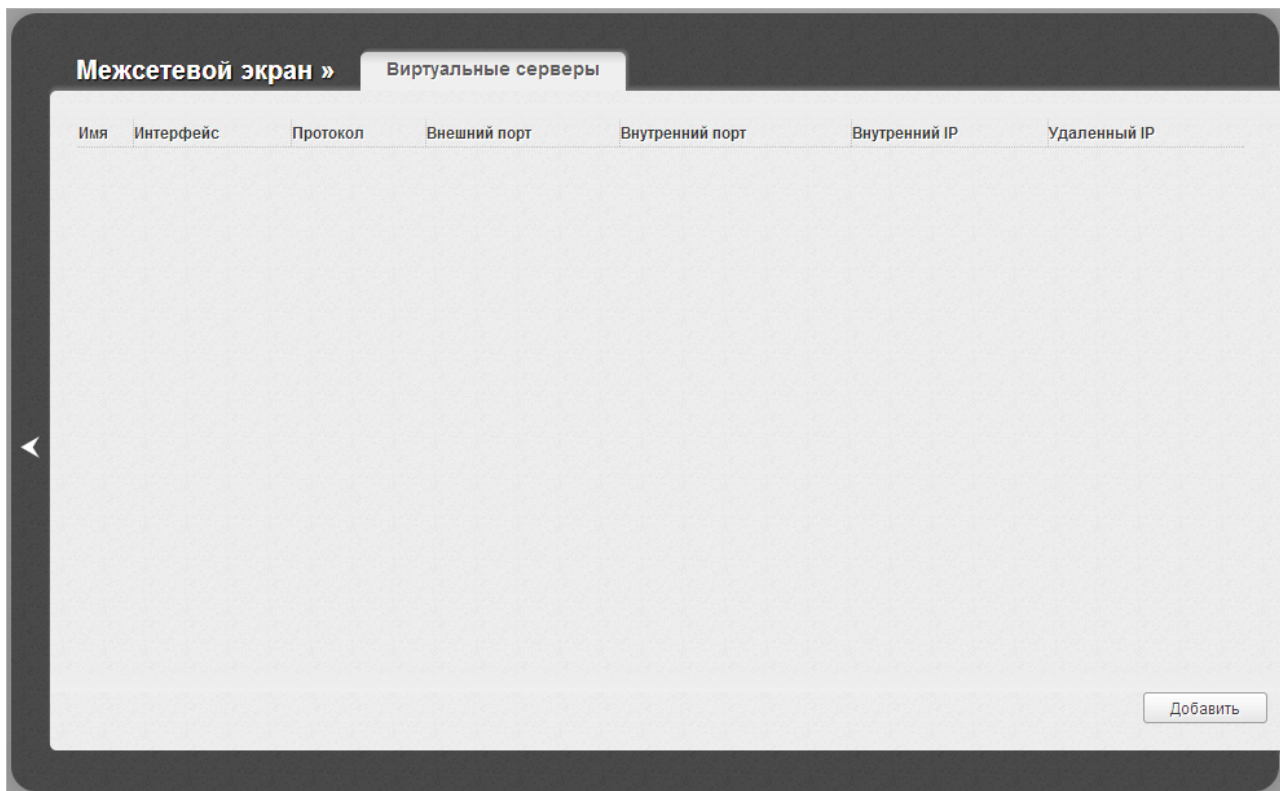 Межсетевой экран » Виртуальные серверы
Имя Интерфейс Протокол Внешний порт Внутренний порт Внутренний IP Удаленный IP
Добавить